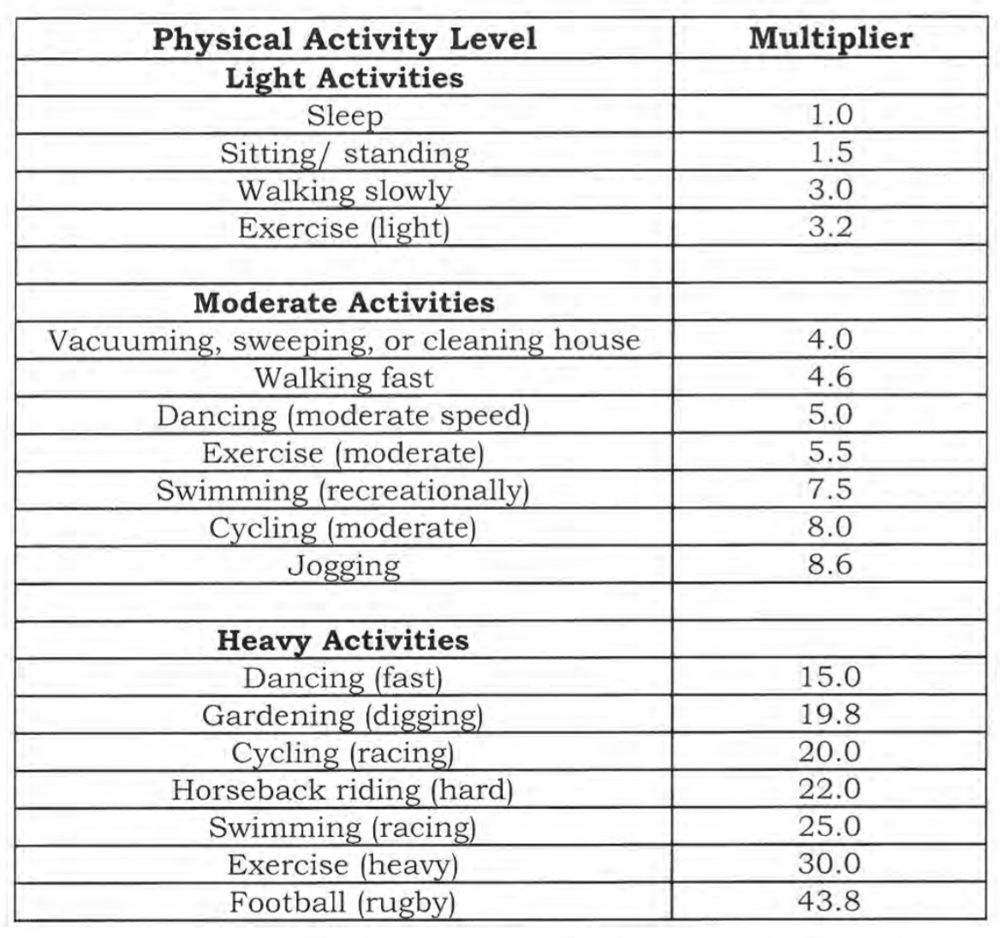 Physical Activity Level Multiplier
Light Activities
Sleep 1.0
Sitting/ standing 1.5
Walking slowly 3.0
Exercise (light) 3.2
Moderate Activities
Vacuuming, sweeping, or cleaning house 4.0
Walking fast 4.6
Dancing (moderate speed) 5.0
Exercise (moderate) 5.5
Swimming (recreationally) 7.5
Cycling (moderate) 8.0
Jogging 8.6
Heavy Activities
Dancing (fast) 15.0
Gardening (digging) 19.8
Cycling (racing) 20.0
Horseback riding (hard) 22.0
Swimming (racing) 25.0
Exercise (heavy) 30.0
Football (rugby) 43.8